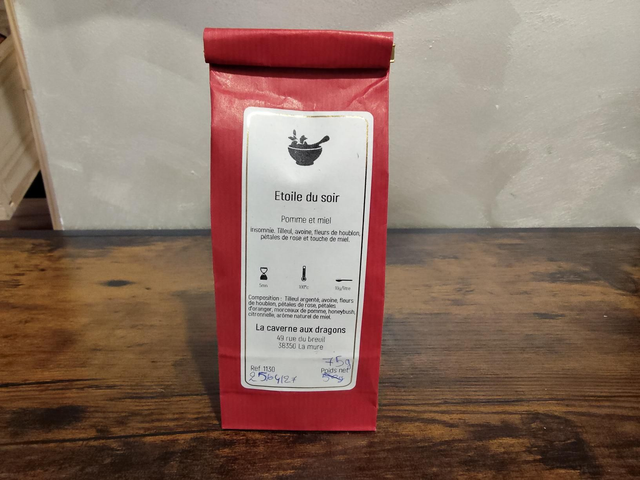 Etoile du soir
Pomme et miel
Insomnie. Tilleul, avoine, fleurs de houblon,
pétales de rose et touche de miel.
5min
100°c
15g/litre
Composition : Tilleul argenté, avoine, fleurs
de houblon, pétales de rose, pétales
d'oranger, morceaux de pomme, honeybush,
citronnelle, arôme naturel de miel.
La caverne aux dragons
49 rue du breuil
38350 La mure
75g
Ref. 1130
Poids net: